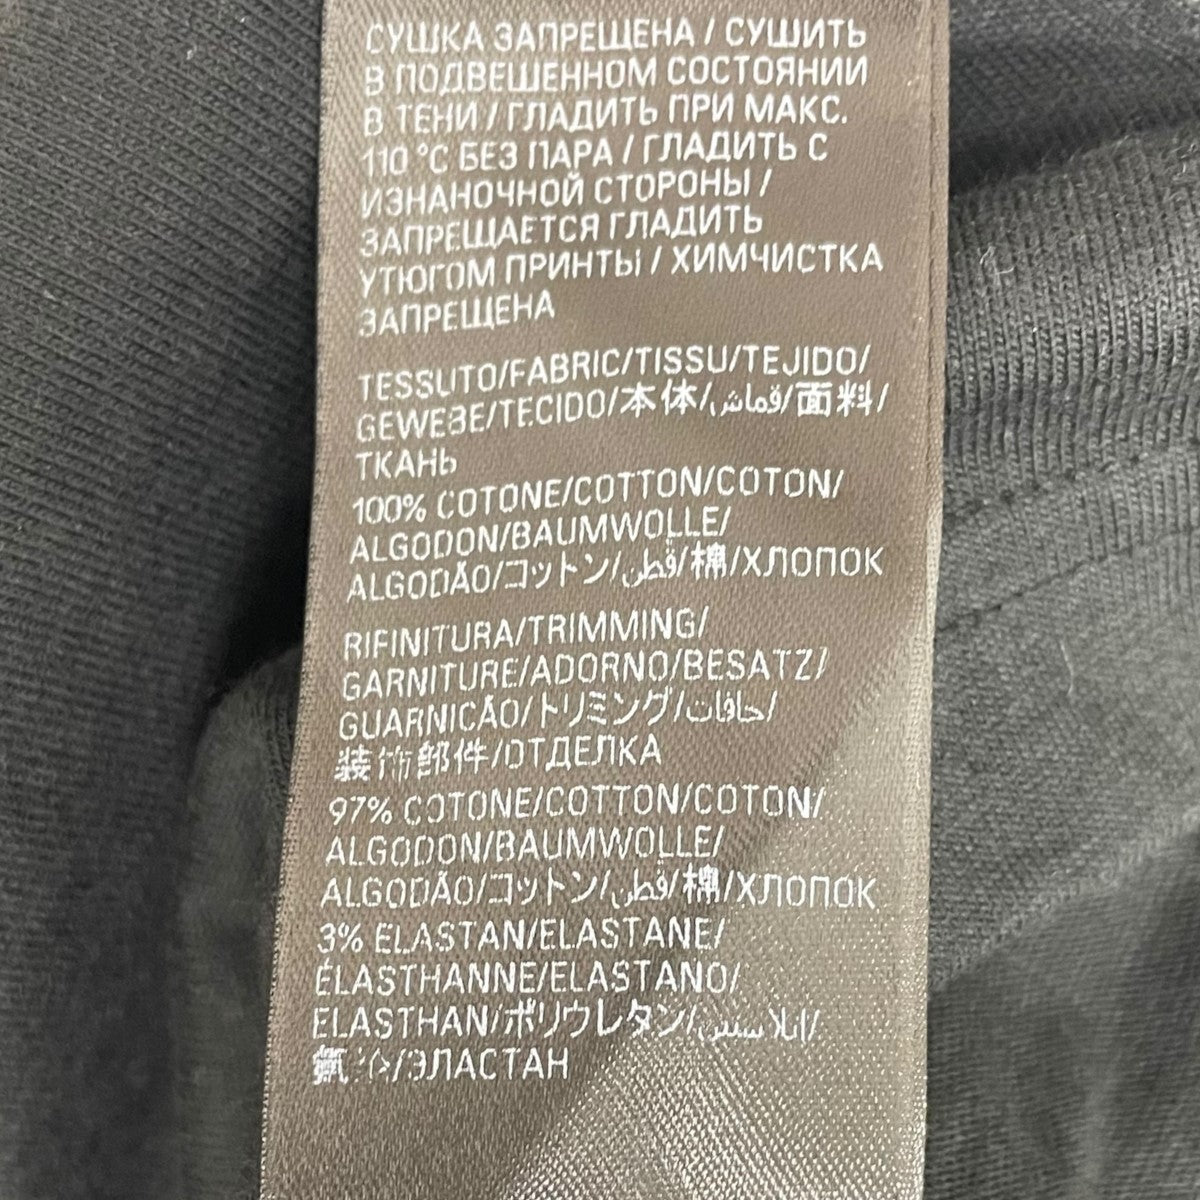 СУШКА ЗАПРЕЩЕНА / СУШИТЬ
В ПОДВЕШЕННОМ СОСТОЯНИИ
В ТЕНИ / ГЛАДИТЬ ПРИ МАКС.
110 °C БЕЗ ПАРА / ГЛАДИТЬ С
ИЗНАНОЧНОЙ СТОРОНЫ /
ЗАПРЕЩАЕТСЯ ГЛАДИТЬ
УТЮГОМ ПРИНТЫ / ХИМЧИСТКА
ЗАПРЕЩЕНА
TESSUTO/FABRIC/TISSU/TEJIDO/
GEWEBE/TECIDO/本体/قماش/面料/
ТКАНЬ
100% COTONE/COTTON/COTON/
ALGODON/BAUMWOLLE/
ALGODÃO/コットン/قطن/棉/ХЛОПОК
RIFINITURA/TRIMMING/
GARNITURE/ADORNO/BESATZ/
GUARNICÃO/トリミング/حافات/
装饰部件/ОТДЕЛКА
97% COTONE/COTTON/COTON/
ALGODON/BAUMWOLLE/
ALGODÃO/コットン/قطن/棉/ХЛОПОК
3% ELASTAN/ELASTANE/
ÉLASTHANNE/ELASTANO/
ELASTHAN/ポリウレタン/إيلاستين/
/ЭЛАСТАН